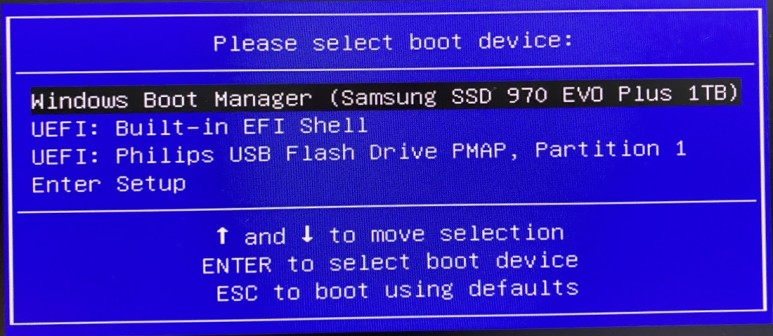 Please select boot device:
Windows Boot Manager (Samsung SSD 970 EVO Plus 1TB)
UEFI: Built-in EFI Shell
UEFI: Philips USB Flash Drive PMAP, Partition 1
Enter Setup
↑ and ↓ to move selection
ENTER to select boot device
ESC to boot using defaults